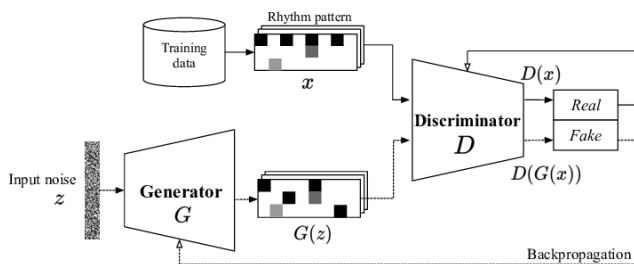 Rhythm pattern
Training
data
x
D(x)
Real
Discriminator
D
Fake
D(G(x))
Input noise
z
Generator
G
G(z)
Backpropagation